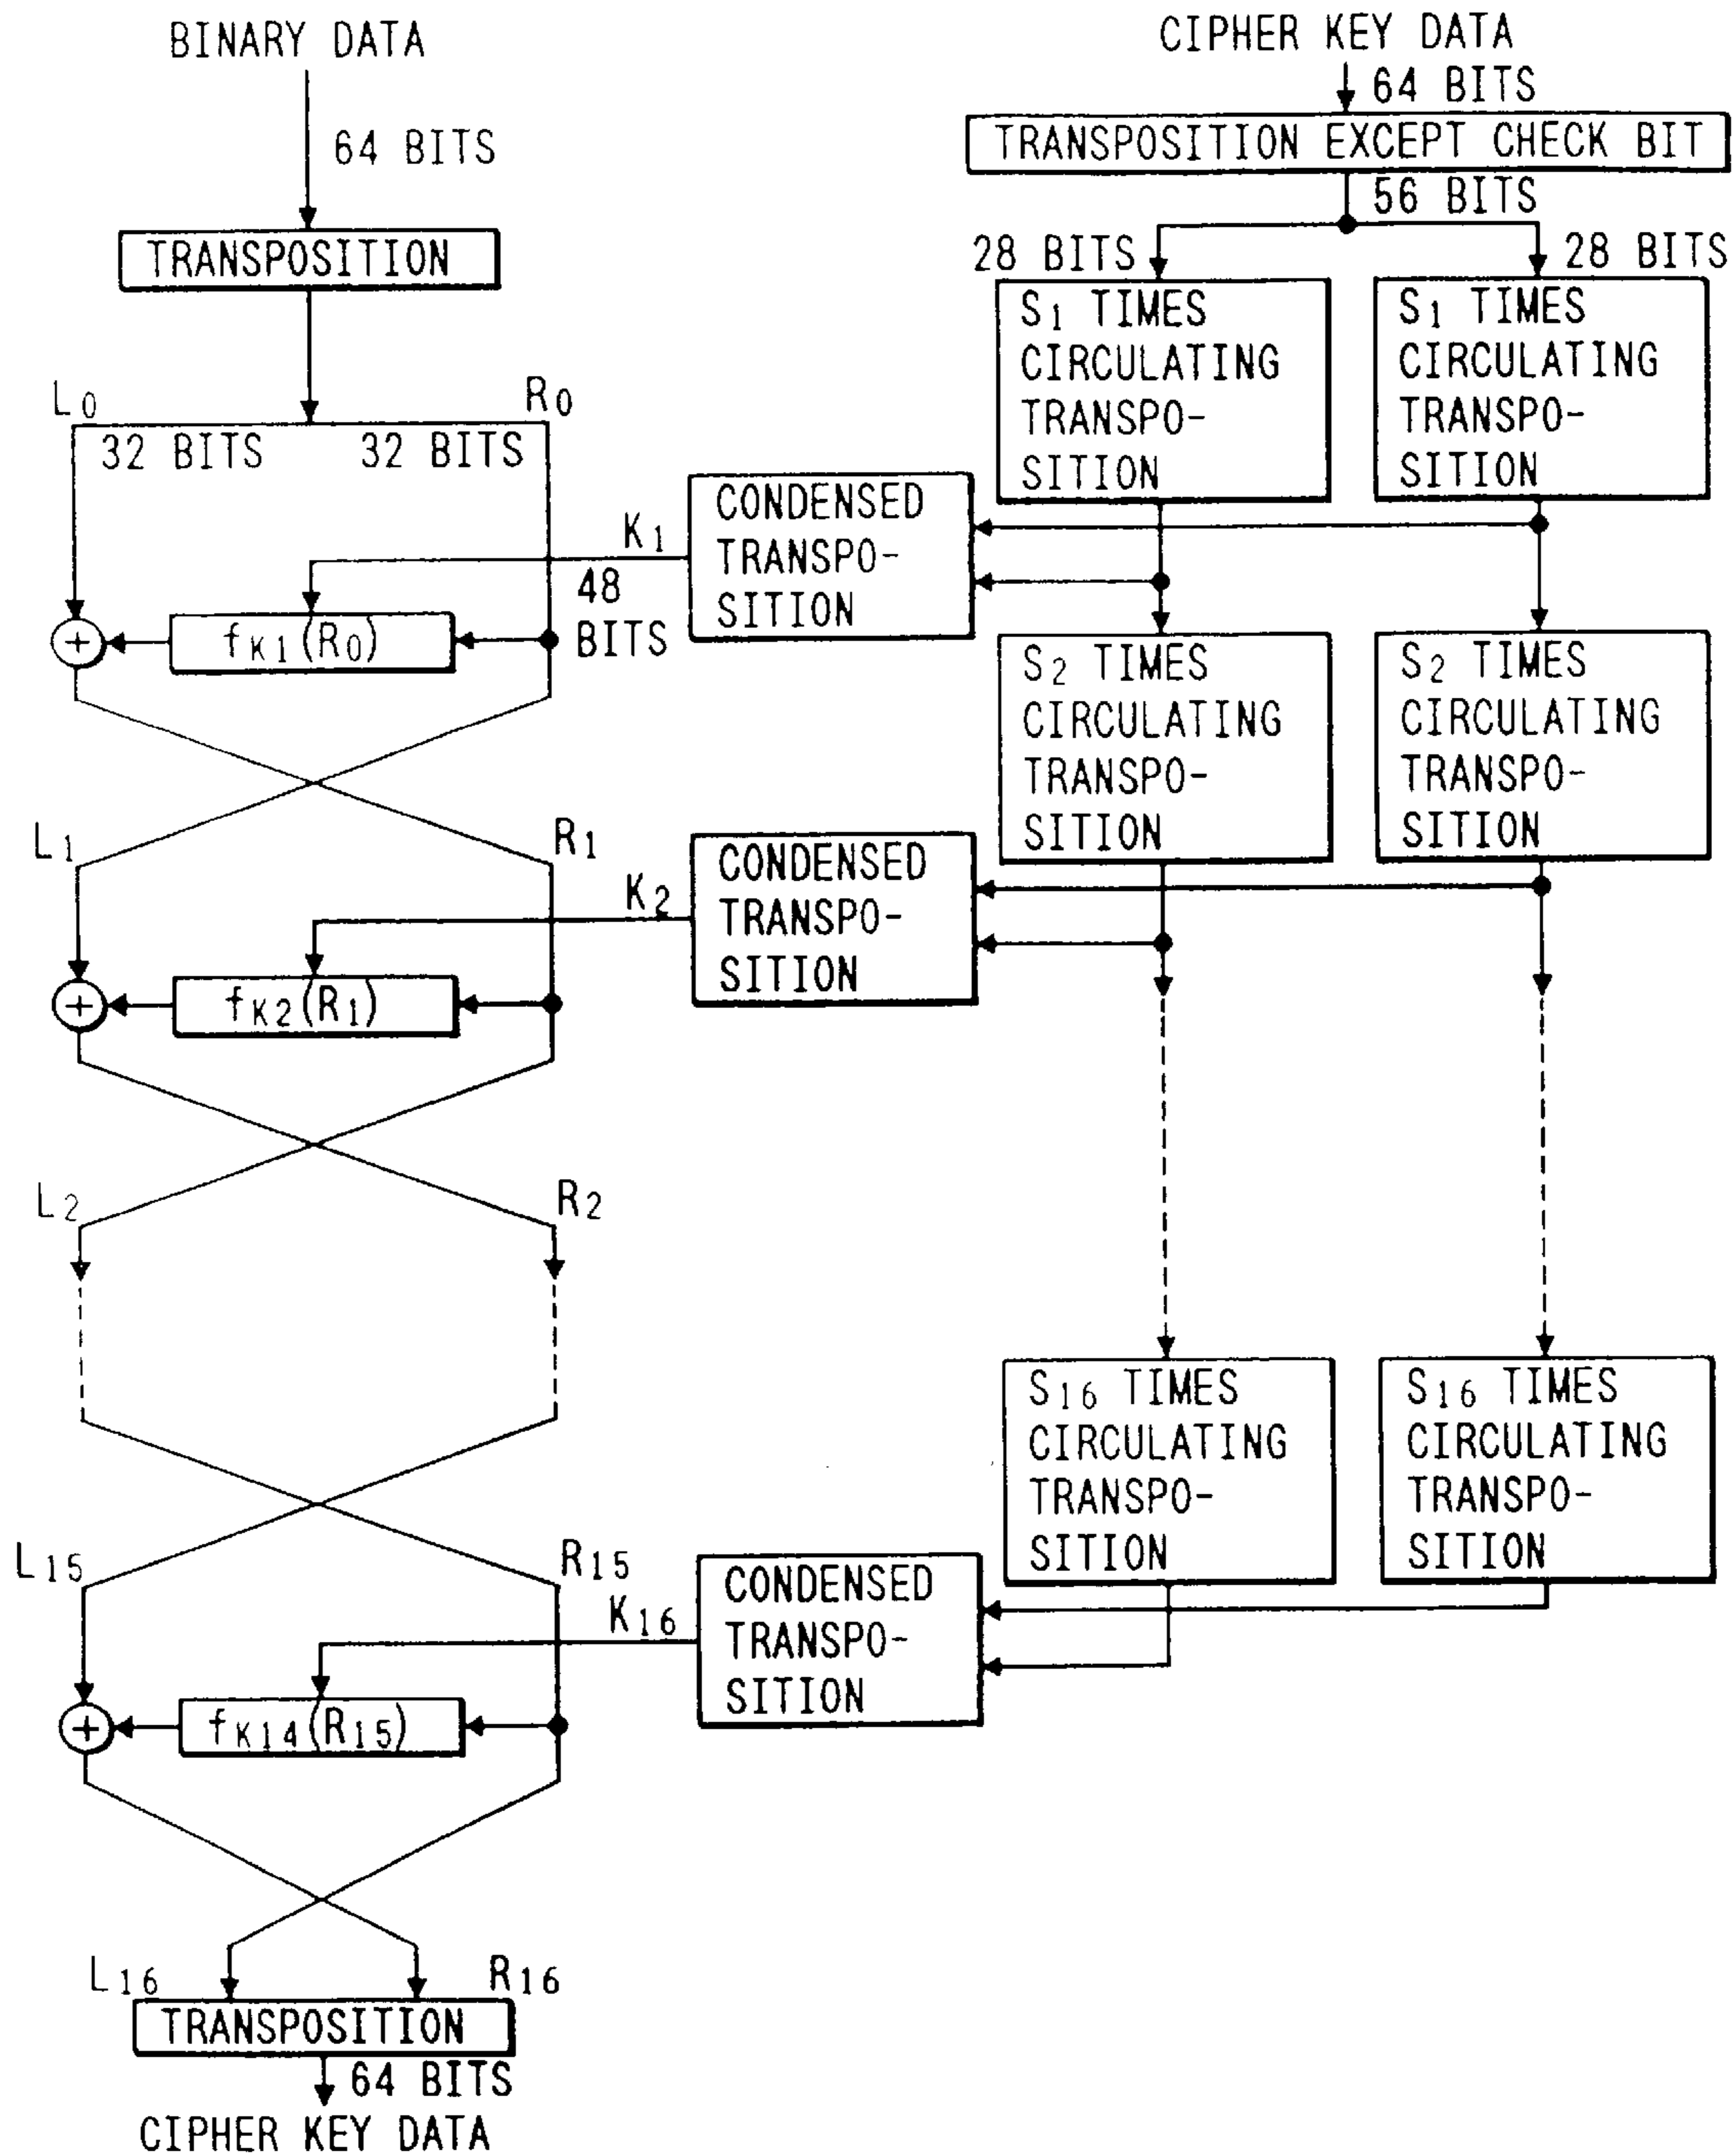 BINARY DATA
64 BITS
TRANSPOSITION
L0
R0
32 BITS
32 BITS
K1
48
BITS
fK1(R0)
L1
R1
K2
fK2(R1)
L2
R2
L15
R15
K16
fK14(R15)
L16
R16
TRANSPOSITION
64 BITS
CIPHER KEY DATA
CIPHER KEY DATA
64 BITS
TRANSPOSITION EXCEPT CHECK BIT
56 BITS
28 BITS
28 BITS
S1 TIMES
CIRCULATING
TRANSPO-
SITION
S1 TIMES
CIRCULATING
TRANSPO-
SITION
CONDENSED
TRANSPO-
SITION
S2 TIMES
CIRCULATING
TRANSPO-
SITION
S2 TIMES
CIRCULATING
TRANSPO-
SITION
CONDENSED
TRANSPO-
SITION
S16 TIMES
CIRCULATING
TRANSPO-
SITION
S16 TIMES
CIRCULATING
TRANSPO-
SITION
CONDENSED
TRANSPO-
SITION